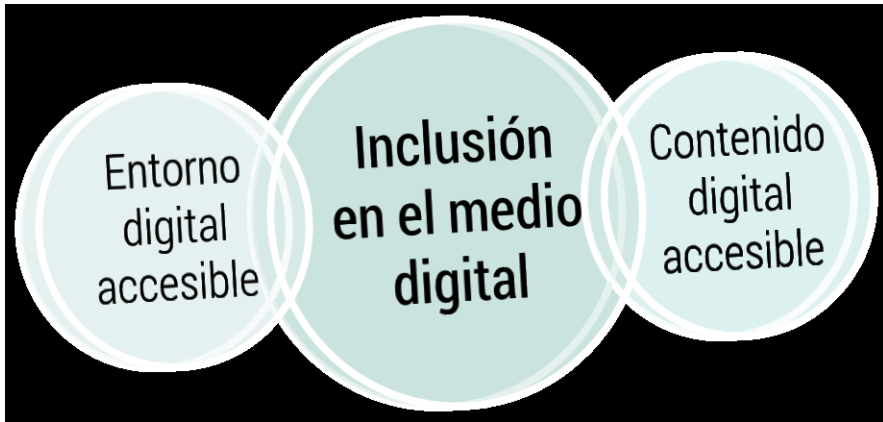 Entorno
digital
accesible
Inclusión
en el medio
digital
Contenido
digital
accesible